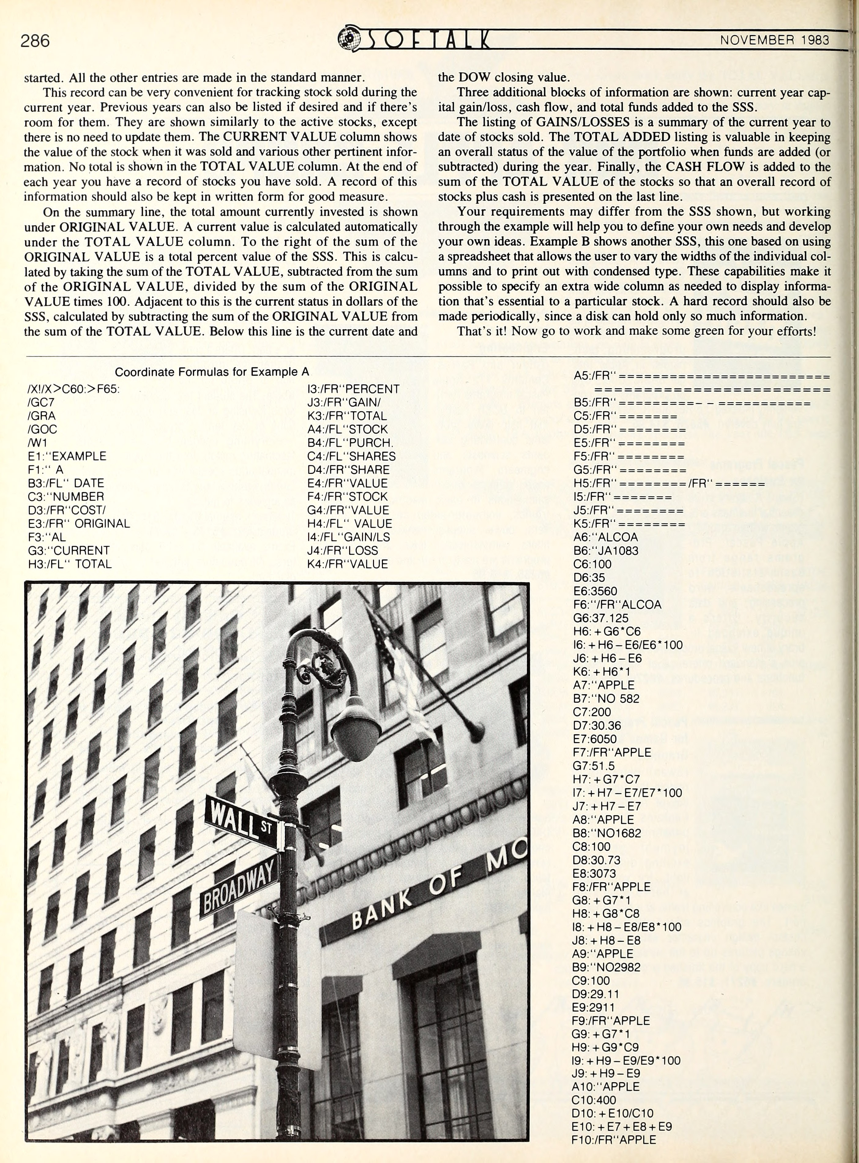 286
SOFTALK
NOVEMBER 1983
started. All the other entries are made in the standard manner.
This record can be very convenient for tracking stock sold during the
current year. Previous years can also be listed if desired and if there's
room for them. They are shown similarly to the active stocks, except
there is no need to update them. The CURRENT VALUE column shows
the value of the stock when it was sold and various other pertinent infor-
mation. No total is shown in the TOTAL VALUE column. At the end of
each year you have a record of stocks you have sold. A record of this
information should also be kept in written form for good measure.
On the summary line, the total amount currently invested is shown
under ORIGINAL VALUE. A current value is calculated automatically
under the TOTAL VALUE column. To the right of the sum of the
ORIGINAL VALUE is a total percent value of the SSS. This is calcu-
lated by taking the sum of the TOTAL VALUE, subtracted from the sum
of the ORIGINAL VALUE, divided by the sum of the ORIGINAL
VALUE times 100. Adjacent to this is the current status in dollars of the
SSS, calculated by subtracting the sum of the ORIGINAL VALUE from
the sum of the TOTAL VALUE. Below this line is the current date and
the DOW closing value.
Three additional blocks of information are shown: current year cap-
ital gain/loss, cash flow, and total funds added to the SSS.
The listing of GAINS/LOSSES is a summary of the current year to
date of stocks sold. The TOTAL ADDED listing is valuable in keeping
an overall status of the value of the portfolio when funds are added (or
subtracted) during the year. Finally, the CASH FLOW is added to the
sum of the TOTAL VALUE of the stocks so that an overall record of
stocks plus cash is presented on the last line.
Your requirements may differ from the SSS shown, but working
through the example will help you to define your own needs and develop
your own ideas. Example B shows another SSS, this one based on using
a spreadsheet that allows the user to vary the widths of the individual col-
umns and to print out with condensed type. These capabilities make it
possible to specify an extra wide column as needed to display informa-
tion that's essential to a particular stock. A hard record should also be
made periodically, since a disk can hold only so much information.
That's it! Now go to work and make some green for your efforts!
Coordinate Formulas for Example A
/X!/X>C60:>F65:
/GC7
/GRA
/GOC
/W1
E1:"EXAMPLE
F1:" A
B3:/FL" DATE
C3:"NUMBER
D3:/FR"COST/
E3:/FR" ORIGINAL
F3:"AL
G3:"CURRENT
H3:/FL" TOTAL
I3:/FR"PERCENT
J3:/FR"GAIN/
K3:/FR"TOTAL
A4:/FL"STOCK
B4:/FL"PURCH.
C4:/FL"SHARES
D4:/FR"SHARE
E4:/FR"VALUE
F4:/FR"STOCK
G4:/FR"VALUE
H4:/FL" VALUE
I4:/FL"GAIN/LS
J4:/FR"LOSS
K4:/FR"VALUE
A5:/FR"=========================
============================
B5:/FR"=========- - ===========
C5:/FR"=======
D5:/FR"========
E5:/FR"========
F5:/FR"========
G5:/FR"========
H5:/FR"========/FR"======
I5:/FR"=======
J5:/FR"========
K5:/FR"========
A6:"ALCOA
B6:"JA1083
C6:100
D6:35
E6:3560
F6:"/FR"ALCOA
G6:37.125
H6:+G6*C6
I6:+H6-E6/E6*100
J6:+H6-E6
K6:+H6*1
A7:"APPLE
B7:"NO 582
C7:200
D7:30.36
E7:6050
F7:/FR"APPLE
G7:51.5
H7:+G7*C7
I7:+H7-E7/E7*100
J7:+H7-E7
A8:"APPLE
B8:"NO1682
C8:100
D8:30.73
E8:3073
F8:/FR"APPLE
G8:+G7*1
H8:+G8*C8
I8:+H8-E8/E8*100
J8:+H8-E8
A9:"APPLE
B9:"NO2982
C9:100
D9:29.11
E9:2911
F9:/FR"APPLE
G9:+G7*1
H9:+G9*C9
I9:+H9-E9/E9*100
J9:+H9-E9
A10:"APPLE
C10:400
D10:+E10/C10
E10:+E7+E8+E9
F10:/FR"APPLE
WALL ST
BROADWAY
BANK OF MO